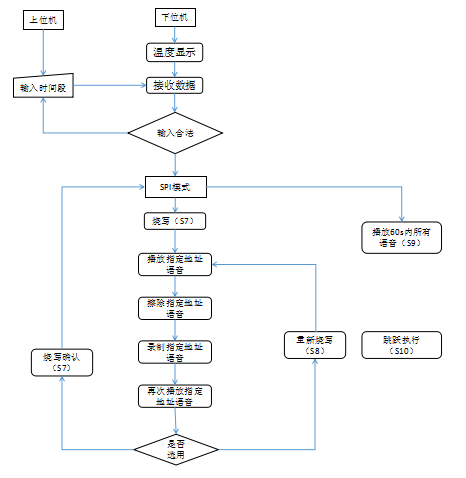 上位机
下位机
温度显示
输入时间段
接收数据
输入合法
SPI模式
烧写（S7）
播放60s内所有
语音（S9）
播放指定地址
语音
擦除指定地址
语音
录制指定地址
语音
烧写确认
（S7）
重新烧写
（S8）
跳跃执行
（S10）
再次播放指定
地址语音
是否
选用